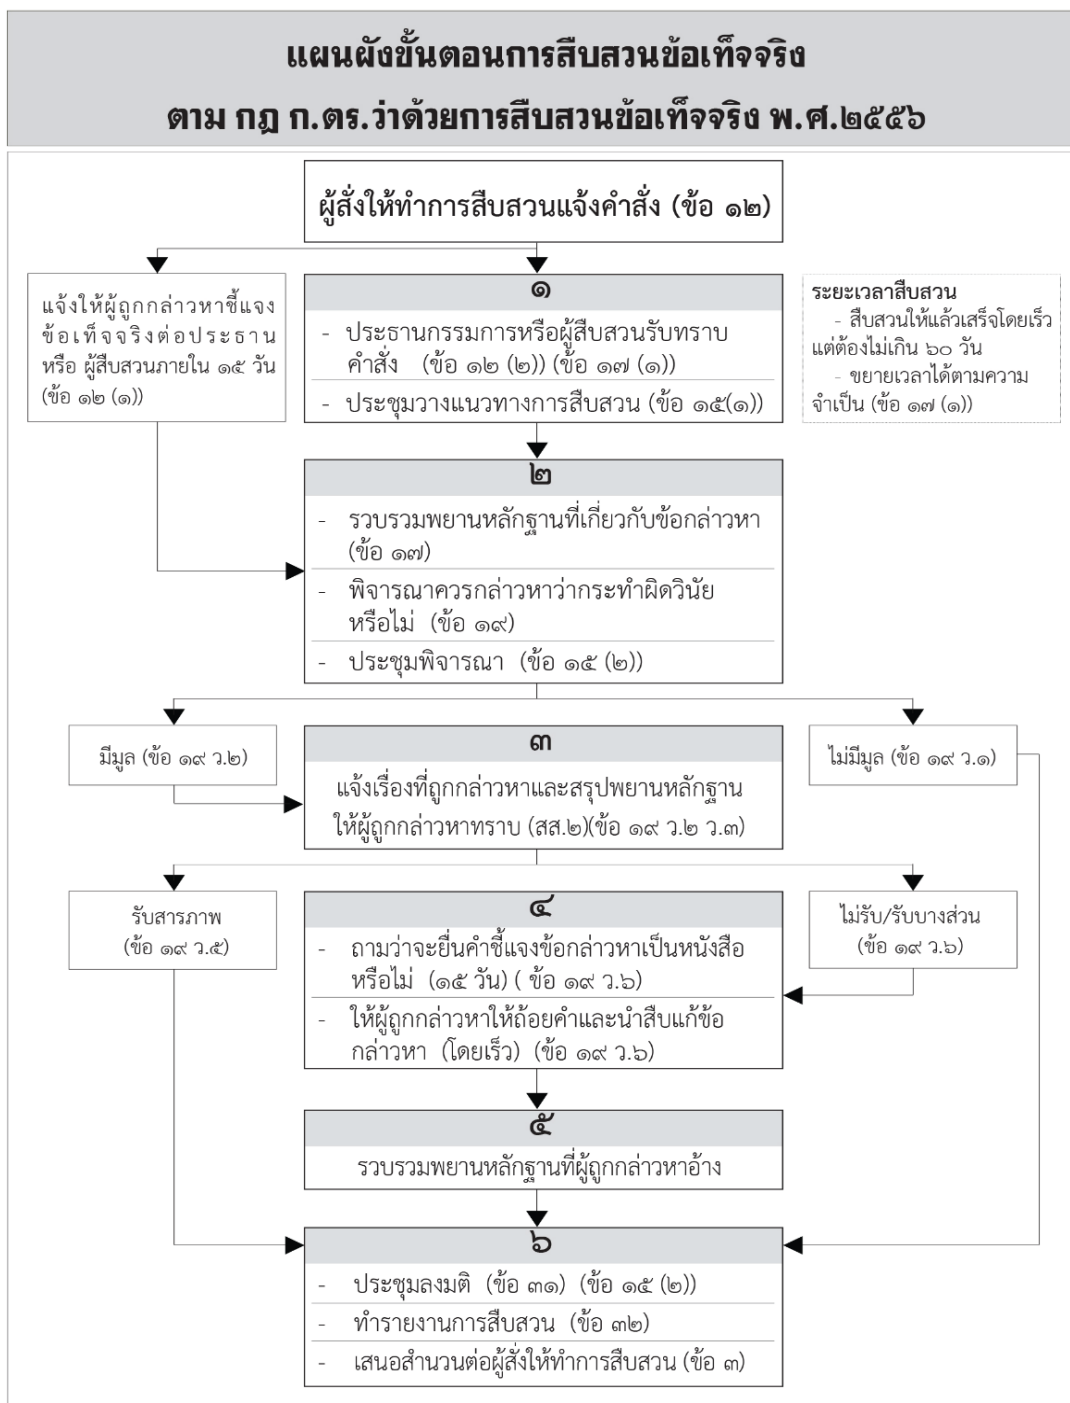 แผนผังขั้นตอนการสืบสวนข้อเท็จจริง
ตาม กฎ ก.ตร.ว่าด้วยการสืบสวนข้อเท็จจริง พ.ศ.๒๕๕๖
ผู้สั่งให้ทำการสืบสวนแจ้งคำสั่ง (ข้อ ๑๒)
แจ้งให้ผู้ถูกกล่าวหาชี้แจง
ข้อเท็จจริงต่อประธาน
หรือ ผู้สืบสวนภายใน ๑๕ วัน
(ข้อ ๑๒ (๑))
๑
- ประธานกรรมการหรือผู้สืบสวนรับทราบ
คำสั่ง (ข้อ ๑๒ (๒)) (ข้อ ๑๗ (๑))
- ประชุมวางแนวทางการสืบสวน (ข้อ ๑๕(๑))
ระยะเวลาสืบสวน
- สืบสวนให้แล้วเสร็จโดยเร็ว
แต่ต้องไม่เกิน ๖๐ วัน
- ขยายเวลาได้ตามความ
จำเป็น (ข้อ ๑๗ (๑))
๒
- รวบรวมพยานหลักฐานที่เกี่ยวกับข้อกล่าวหา
(ข้อ ๑๗)
- พิจารณาควรกล่าวหาว่ากระทำผิดวินัย
หรือไม่ (ข้อ ๑๙)
- ประชุมพิจารณา (ข้อ ๑๕ (๒))
มีมูล (ข้อ ๑๙ ว.๒)
๓
แจ้งเรื่องที่ถูกกล่าวหาและสรุปพยานหลักฐาน
ให้ผู้ถูกกล่าวหาทราบ (สส.๒)(ข้อ ๑๙ ว.๒ ว.๓)
ไม่มีมูล (ข้อ ๑๙ ว.๑)
รับสารภาพ
(ข้อ ๑๙ ว.๕)
๔
- ถามว่าจะยื่นคำชี้แจงข้อกล่าวหาเป็นหนังสือ
หรือไม่ (๑๕ วัน) ( ข้อ ๑๙ ว.๖)
- ให้ผู้ถูกกล่าวหาให้ถ้อยคำและนำสืบแก้ข้อ
กล่าวหา (โดยเร็ว) (ข้อ ๑๙ ว.๖)
ไม่รับ/รับบางส่วน
(ข้อ ๑๙ ว.๖)
๕
รวบรวมพยานหลักฐานที่ผู้ถูกกล่าวหาอ้าง
๖
- ประชุมลงมติ (ข้อ ๓๑) (ข้อ ๑๕ (๒))
- ทำรายงานการสืบสวน (ข้อ ๓๒)
- เสนอสำนวนต่อผู้สั่งให้ทำการสืบสวน (ข้อ ๓)